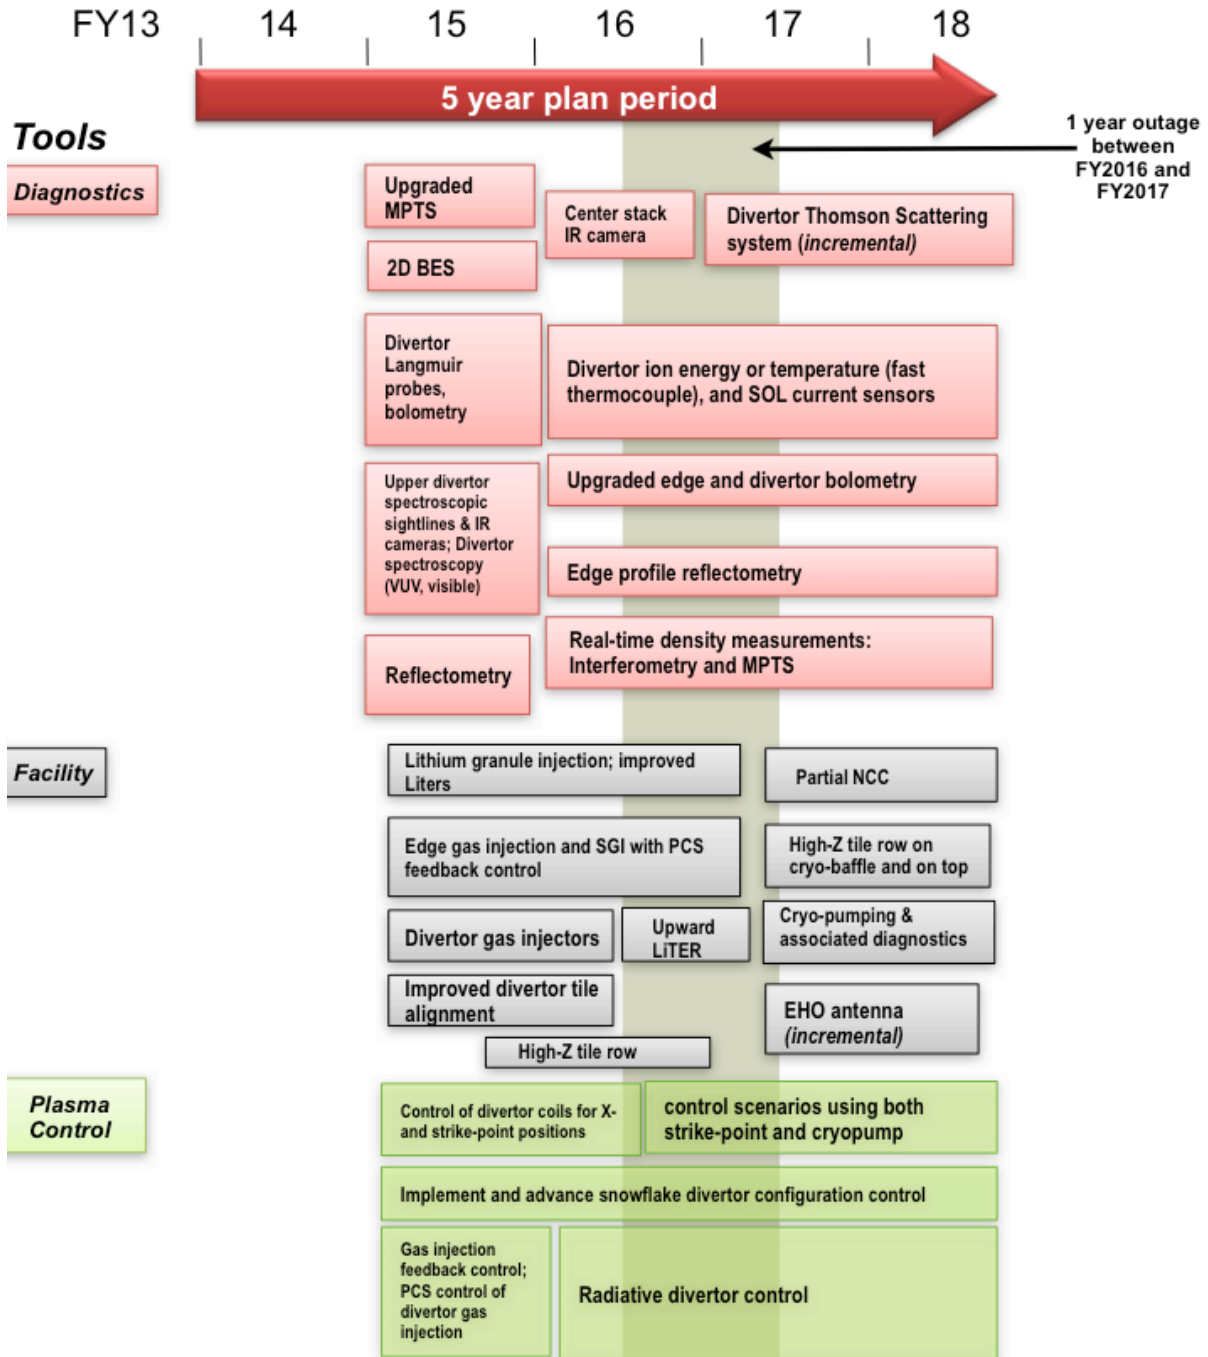 FY13 14 15 16 17 18
5 year plan period
1 year outage
between
FY2016 and
FY2017
Tools
Diagnostics
Upgraded
MPTS
Center stack
IR camera
Divertor Thomson Scattering
system (incremental)
2D BES
Divertor
Langmuir
probes,
bolometry
Divertor ion energy or temperature (fast
thermocouple), and SOL current sensors
Upper divertor
spectroscopic
sightlines & IR
cameras; Divertor
spectroscopy
(VUV, visible)
Upgraded edge and divertor bolometry
Edge profile reflectometry
Reflectometry
Real-time density measurements:
Interferometry and MPTS
Facility
Lithium granule injection; improved
Liters
Partial NCC
Edge gas injection and SGI with PCS
feedback control
High-Z tile row on
cryo-baffle and on top
Divertor gas injectors
Upward
LiTER
Cryo-pumping &
associated diagnostics
Improved divertor tile
alignment
EHO antenna
(incremental)
High-Z tile row
Plasma
Control
Control of divertor coils for X-
and strike-point positions
control scenarios using both
strike-point and cryopump
Implement and advance snowflake divertor configuration control
Gas injection
feedback control;
PCS control of
divertor gas
injection
Radiative divertor control